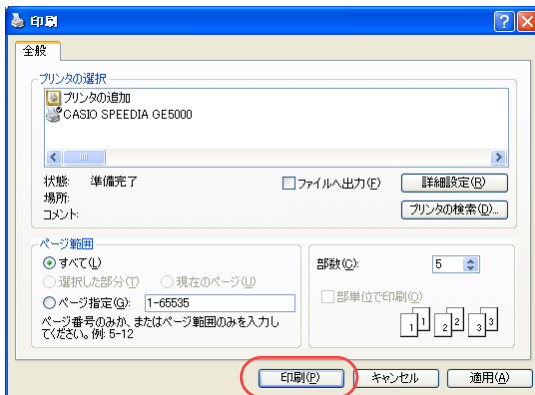 印刷
全般
プリンタの選択
プリンタの追加
CASIO SPEEDIA GE5000
状態: 準備完了
場所:
コメント:
ファイルへ出力(F)
詳細設定(R)
プリンタの検索(D)...
ページ範囲
すべて(L)
選択した部分(T) 現在のページ(U)
ページ指定(G): 1-65535
ページ番号のみか、またはページ範囲のみを入力し
てください。例: 5-12
部数(C): 5
部単位で印刷(O)
1 1 2 2 3 3
印刷(P) キャンセル 適用(A)